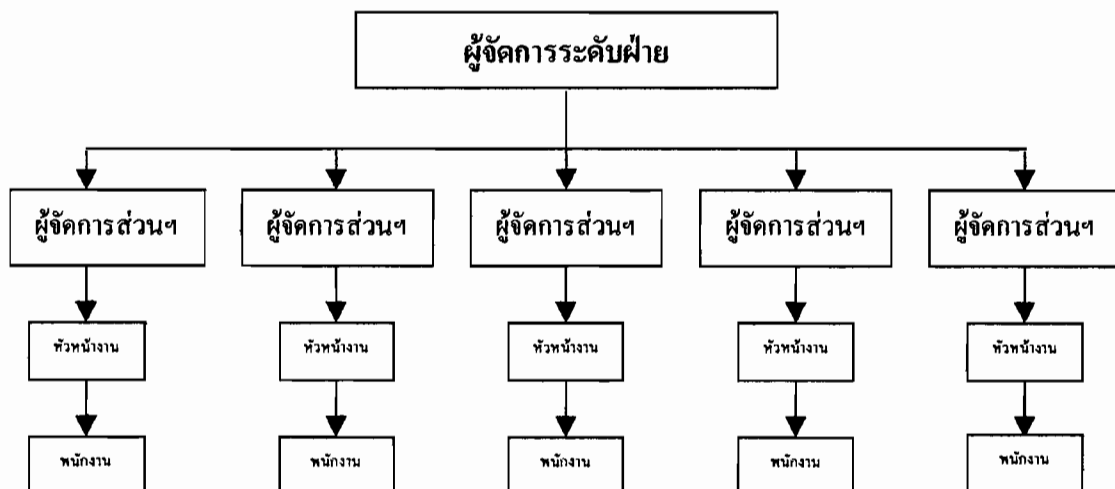 ผู้จัดการระดับฝ่าย
ผู้จัดการส่วนฯ ผู้จัดการส่วนฯ ผู้จัดการส่วนฯ ผู้จัดการส่วนฯ ผู้จัดการส่วนฯ
หัวหน้างาน หัวหน้างาน หัวหน้างาน หัวหน้างาน หัวหน้างาน
พนักงาน พนักงาน พนักงาน พนักงาน พนักงาน